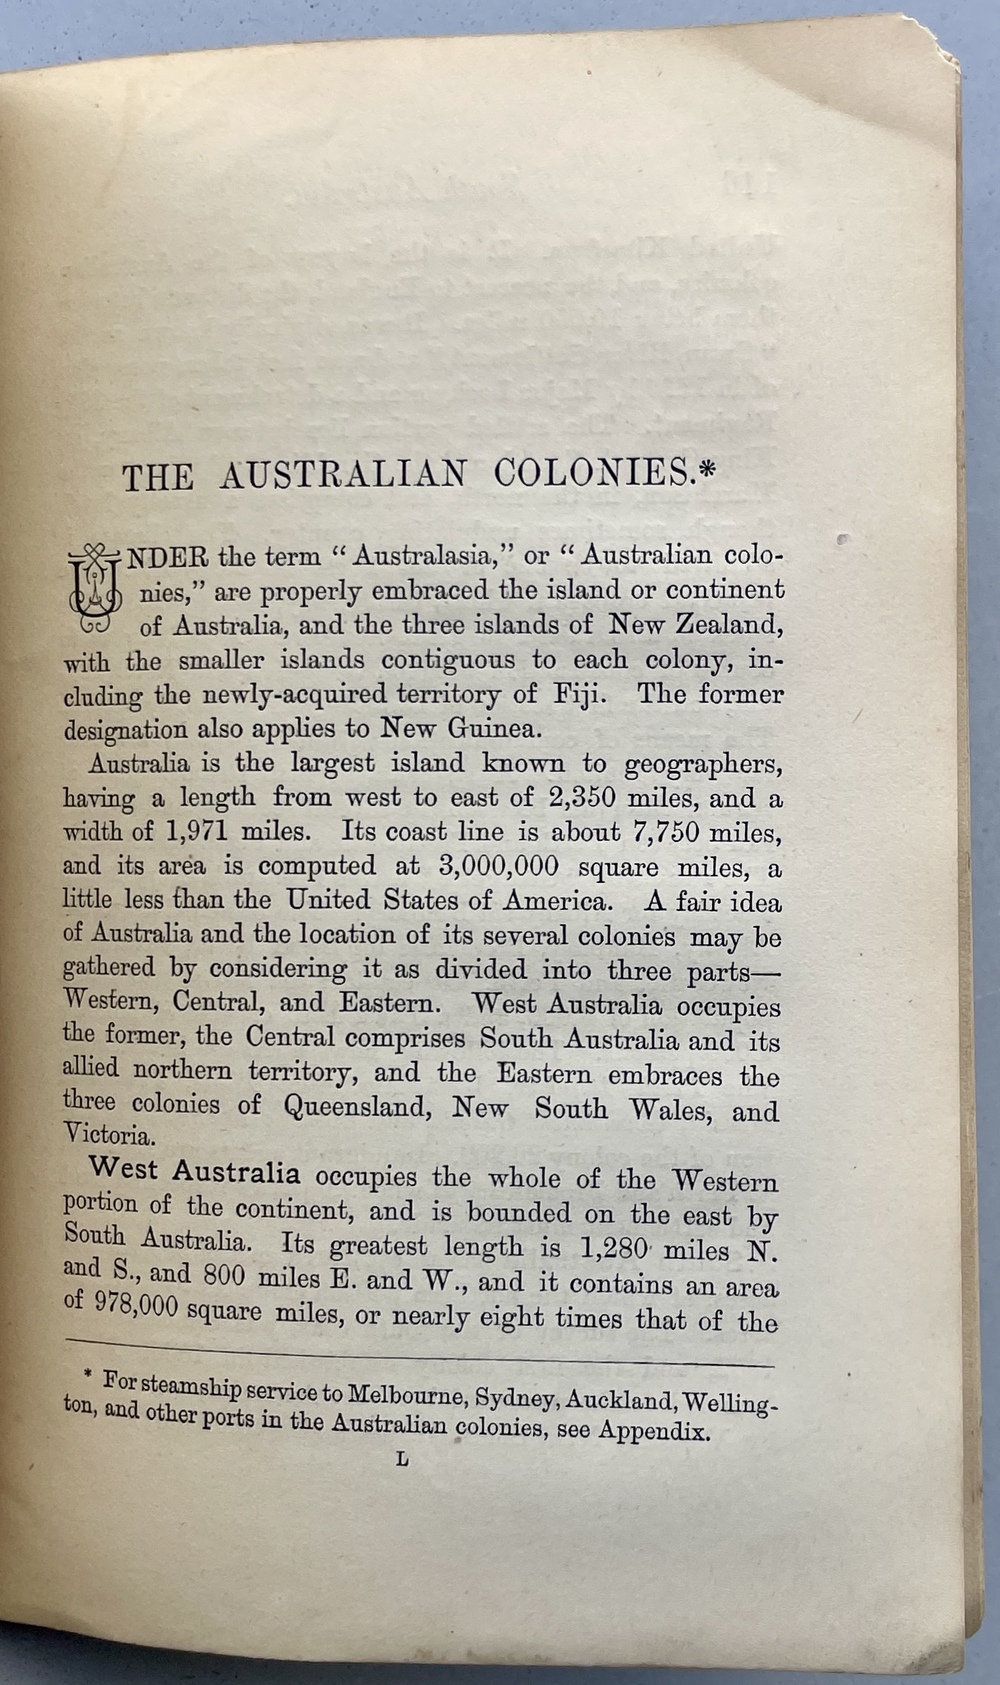 THE AUSTRALIAN COLONIES.*
UNDER the term “Australasia,” or “Australian colo-
nies,” are properly embraced the island or continent
of Australia, and the three islands of New Zealand,
with the smaller islands contiguous to each colony, in-
cluding the newly-acquired territory of Fiji. The former
designation also applies to New Guinea.
Australia is the largest island known to geographers,
having a length from west to east of 2,350 miles, and a
width of 1,971 miles. Its coast line is about 7,750 miles,
and its area is computed at 3,000,000 square miles, a
little less than the United States of America. A fair idea
of Australia and the location of its several colonies may be
gathered by considering it as divided into three parts—
Western, Central, and Eastern. West Australia occupies
the former, the Central comprises South Australia and its
allied northern territory, and the Eastern embraces the
three colonies of Queensland, New South Wales, and
Victoria.
West Australia occupies the whole of the Western
portion of the continent, and is bounded on the east by
South Australia. Its greatest length is 1,280 miles N.
and S., and 800 miles E. and W., and it contains an area
of 978,000 square miles, or nearly eight times that of the
* For steamship service to Melbourne, Sydney, Auckland, Welling-
ton, and other ports in the Australian colonies, see Appendix.
L